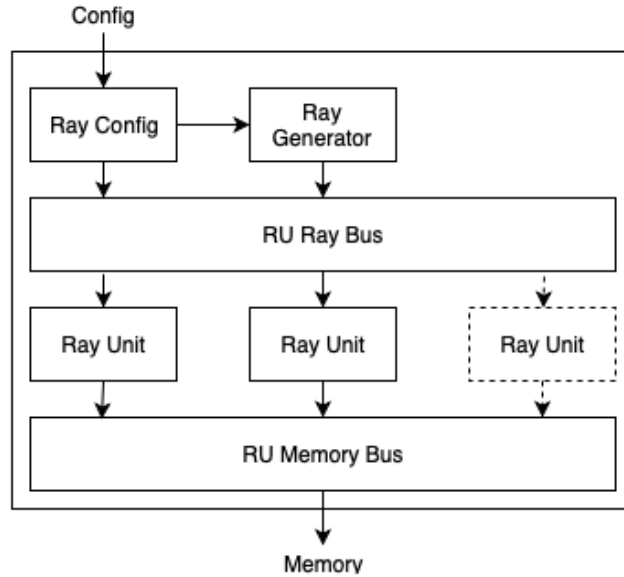 Config
Ray Config
Ray
Generator
RU Ray Bus
Ray Unit
Ray Unit
Ray Unit
RU Memory Bus
Memory